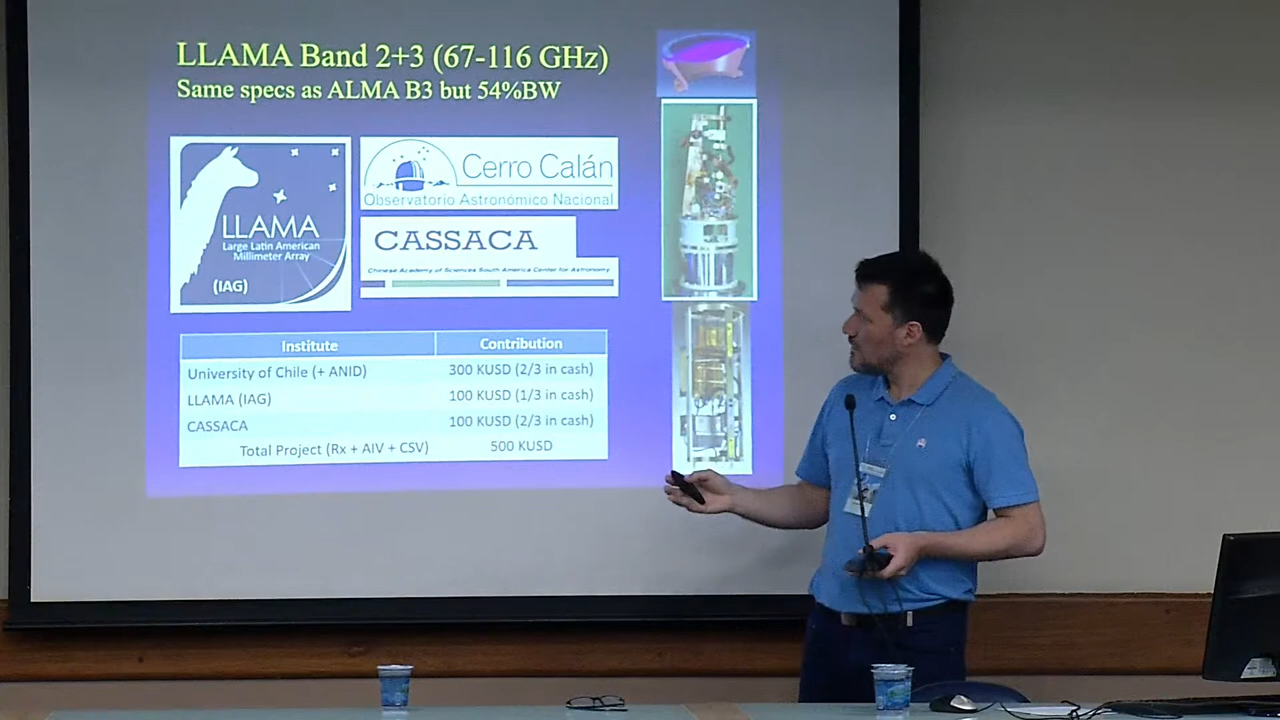 LLAMA Band 2+3 (67-116 GHz)
Same specs as ALMA B3 but 54%BW
LLAMA
Large Latin American
Millimeter Array
(IAG)
Cerro Calán
Observatorio Astronómico Nacional
CASSACA
Chinese Academy of Sciences South America Center for Astronomy
Institute Contribution
University of Chile (+ ANID) 300 KUSD (2/3 in cash)
LLAMA (IAG) 100 KUSD (1/3 in cash)
CASSACA 100 KUSD (2/3 in cash)
Total Project (Rx + AIV + CSV) 500 KUSD